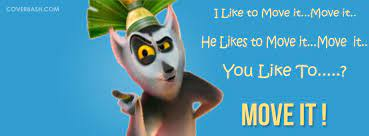 COVERBASH.COM
I Like to Move it...Move it..
He Likes to Move it...Move  it..
You Like To.....?
MOVE IT !